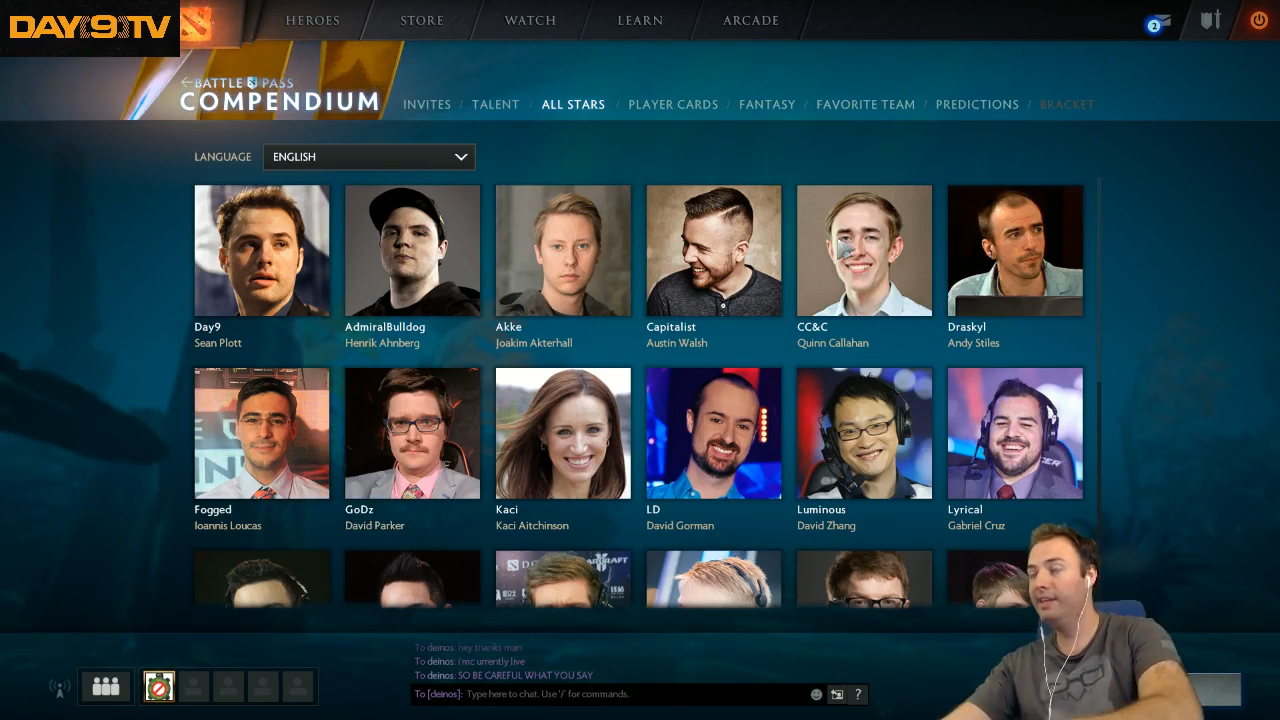 DAY[9]TV
HEROES
STORE
WATCH
LEARN
ARCADE
2
BATTLE PASS
COMPENDIUM
INVITES / TALENT / ALL STARS / PLAYER CARDS / FANTASY / FAVORITE TEAM / PREDICTIONS / BRACKET
LANGUAGE
ENGLISH
Day9
Sean Plott
AdmiralBulldog
Henrik Ahnberg
Akke
Joakim Akterhall
Capitalist
Austin Walsh
CC&C
Quinn Callahan
Draskyl
Andy Stiles
Fogged
Ioannis Loucas
GoDz
David Parker
Kaci
Kaci Aitchinson
LD
David Gorman
Luminous
David Zhang
Lyrical
Gabriel Cruz
To deinos: hey thanks man
To deinos: i'mc urrently live
To deinos: SO BE CAREFUL WHAT YOU SAY
To [deinos]: Type here to chat. Use '/' for commands.
?